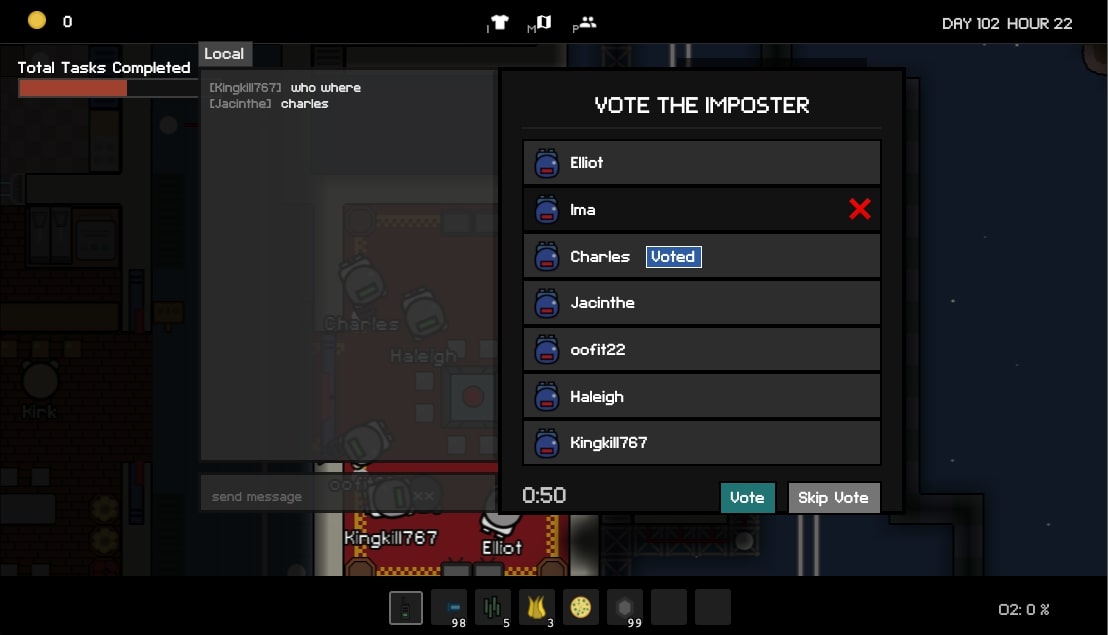 0
I
M
P
DAY 102 HOUR 22
Local
Total Tasks Completed
[Kingkill767] who where
[Jacinthe] charles
VOTE THE IMPOSTER
Elliot
Ima
Charles Voted
Jacinthe
oofit22
Haleigh
Kingkill767
0:50
Vote
Skip Vote
Charles
Haleigh
Kirk
send message
oofit
Kingkill767
Elliot
98
5
3
99
O2: 0 %